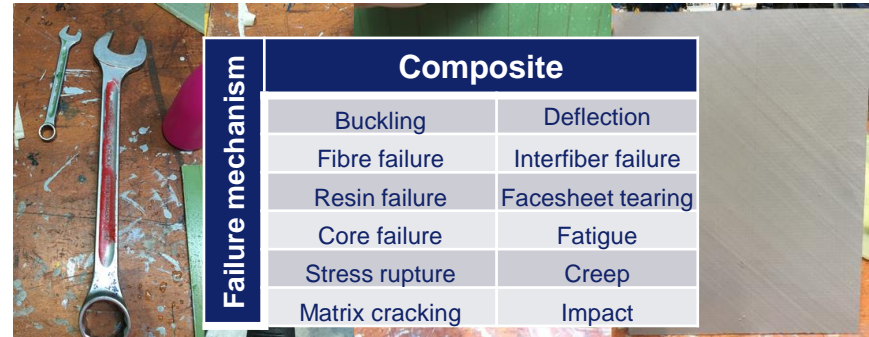 Failure mechanism
Composite
Buckling Deflection
Fibre failure Interfiber failure
Resin failure Facesheet tearing
Core failure Fatigue
Stress rupture Creep
Matrix cracking Impact